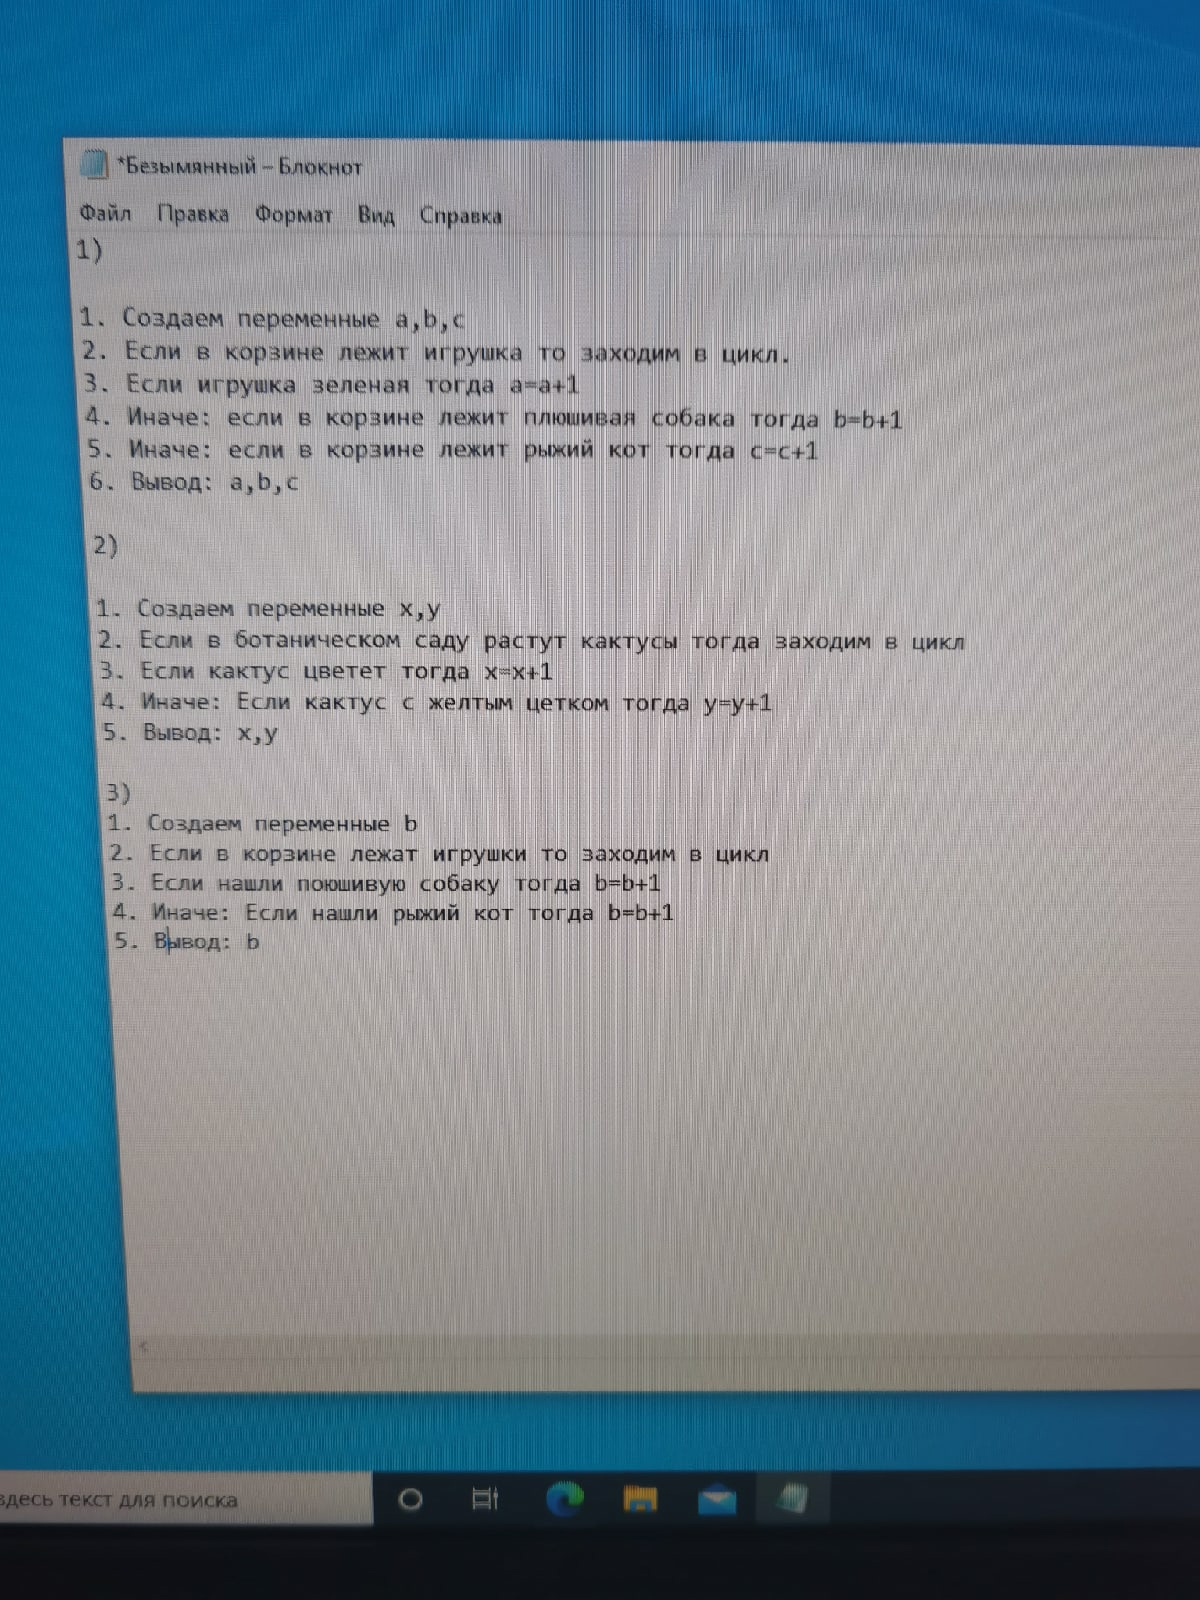 *Безымянный – Блокнот
Файл Правка Формат Вид Справка
1)
1. Создаем переменные a,b,c
2. Если в корзине лежит игрушка то заходим в цикл.
3. Если игрушка зеленая тогда a=a+1
4. Иначе: если в корзине лежит плюшивая собака тогда b=b+1
5. Иначе: если в корзине лежит рыжий кот тогда c=c+1
6. Вывод: a,b,c
2)
1. Создаем переменные x,y
2. Если в ботаническом саду растут кактусы тогда заходим в цикл
3. Если кактус цветет тогда x=x+1
4. Иначе: Если кактус с желтым цетком тогда y=y+1
5. Вывод: x,y
3)
1. Создаем переменные b
2. Если в корзине лежат игрушки то заходим в цикл
3. Если нашли поюшивую собаку тогда b=b+1
4. Иначе: Если нашли рыжий кот тогда b=b+1
5. Вывод: b
здесь текст для поиска